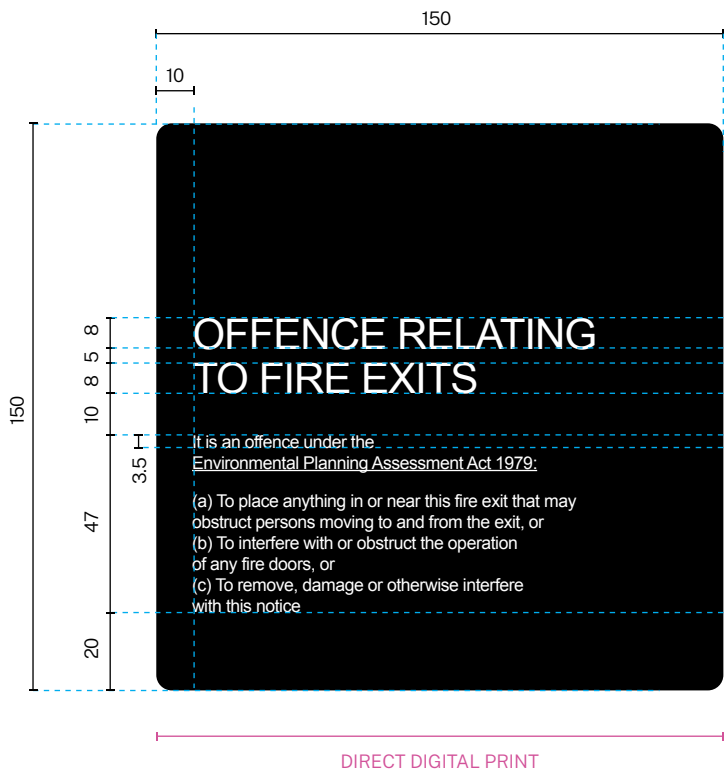 150
10
8
OFFENCE RELATING
5
8
TO FIRE EXITS
10
150
It is an offence under the
3.5
Environmental Planning Assessment Act 1979:
47
(a) To place anything in or near this fire exit that may
obstruct persons moving to and from the exit, or
(b) To interfere with or obstruct the operation
of any fire doors, or
(c) To remove, damage or otherwise interfere
with this notice
20
DIRECT DIGITAL PRINT